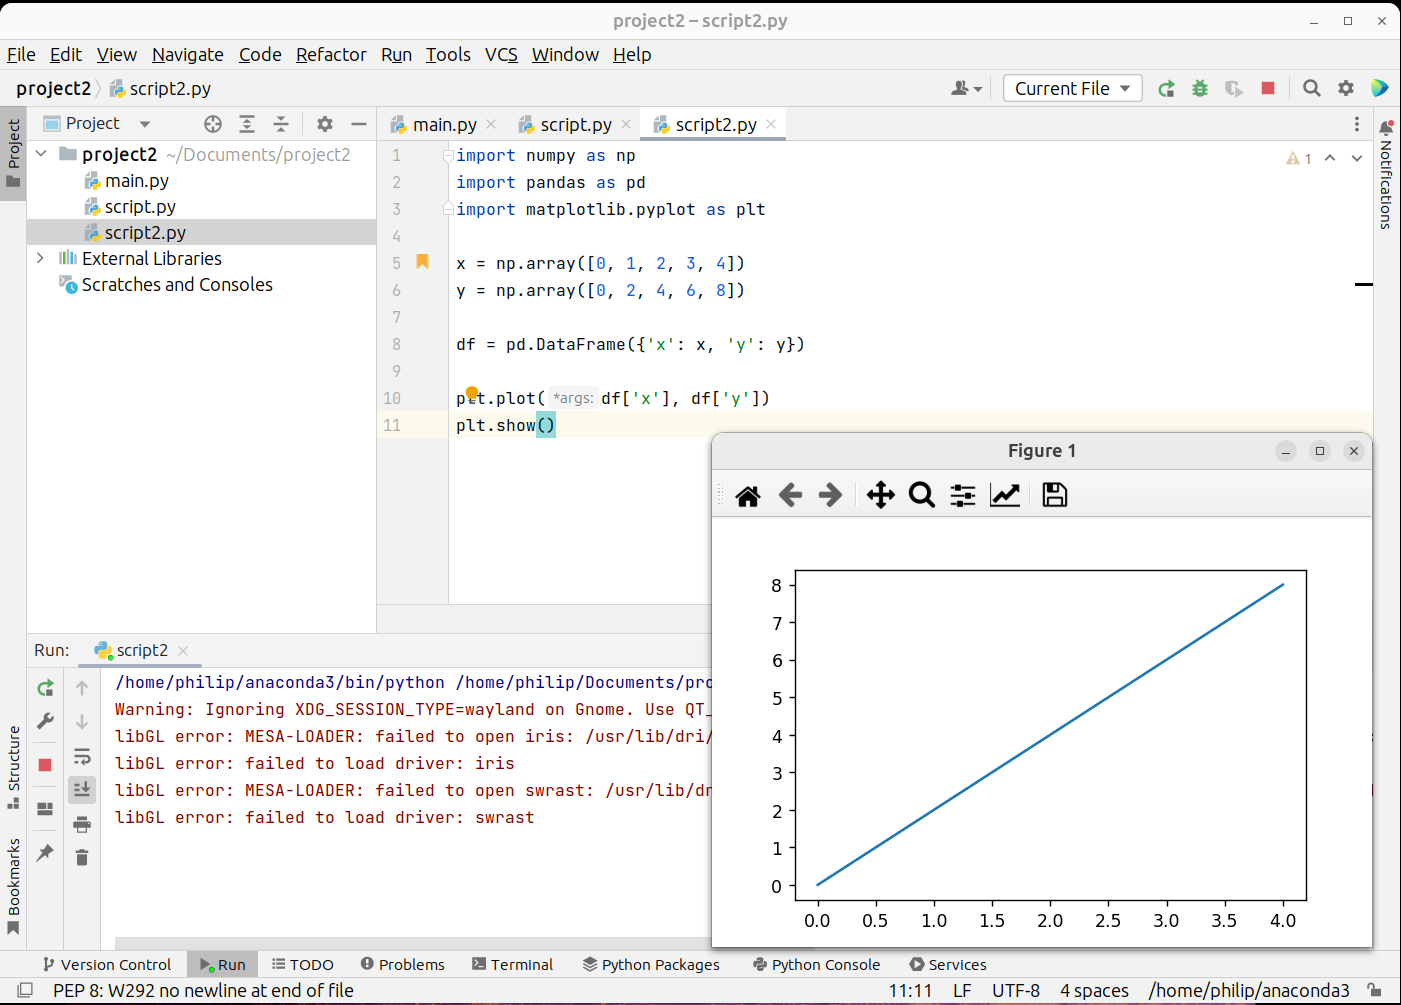 project2 – script2.py
File Edit View Navigate Code Refactor Run Tools VCS Window Help
project2 script2.py Current File
Project
Project
main.py script.py script2.py
Notifications
project2 ~/Documents/project2
main.py
script.py
script2.py
External Libraries
Scratches and Consoles
1 import numpy as np
2 import pandas as pd
3 import matplotlib.pyplot as plt
4
5 x = np.array([0, 1, 2, 3, 4])
6 y = np.array([0, 2, 4, 6, 8])
7
8 df = pd.DataFrame({'x': x, 'y': y})
9
10 plt.plot( *args: df['x'], df['y'])
11 plt.show()
1
Figure 1
8
7
6
5
4
3
2
1
0
0.0 0.5 1.0 1.5 2.0 2.5 3.0 3.5 4.0
Run: script2
/home/philip/anaconda3/bin/python /home/philip/Documents/pro
Warning: Ignoring XDG_SESSION_TYPE=wayland on Gnome. Use QT_
libGL error: MESA-LOADER: failed to open iris: /usr/lib/dri/
libGL error: failed to load driver: iris
libGL error: MESA-LOADER: failed to open swrast: /usr/lib/dr
libGL error: failed to load driver: swrast
Structure
Bookmarks
Version Control Run TODO Problems Terminal Python Packages Python Console Services
PEP 8: W292 no newline at end of file 11:11 LF UTF-8 4 spaces /home/philip/anaconda3